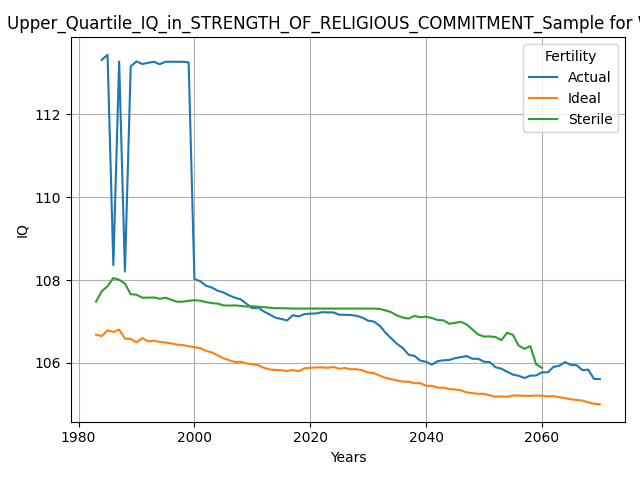 Upper_Quartile_IQ_in_STRENGTH_OF_RELIGIOUS_COMMITMENT_Sample for
Fertility
Actual
Ideal
Sterile
112
110
108
106
IQ
1980
2000
2020
2040
2060
Years